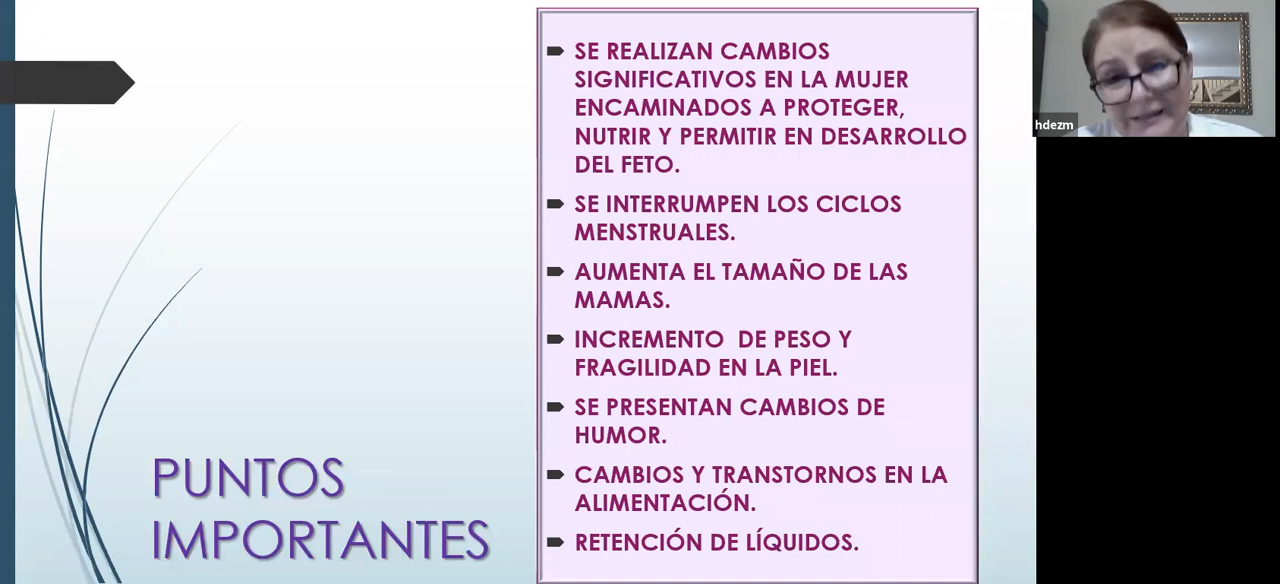 PUNTOS
IMPORTANTES
SE REALIZAN CAMBIOS
SIGNIFICATIVOS EN LA MUJER
ENCAMINADOS A PROTEGER,
NUTRIR Y PERMITIR EN DESARROLLO
DEL FETO.
SE INTERRUMPEN LOS CICLOS
MENSTRUALES.
AUMENTA EL TAMAÑO DE LAS
MAMAS.
INCREMENTO  DE PESO Y
FRAGILIDAD EN LA PIEL.
SE PRESENTAN CAMBIOS DE
HUMOR.
CAMBIOS Y TRANSTORNOS EN LA
ALIMENTACIÓN.
RETENCIÓN DE LÍQUIDOS.
hdezm